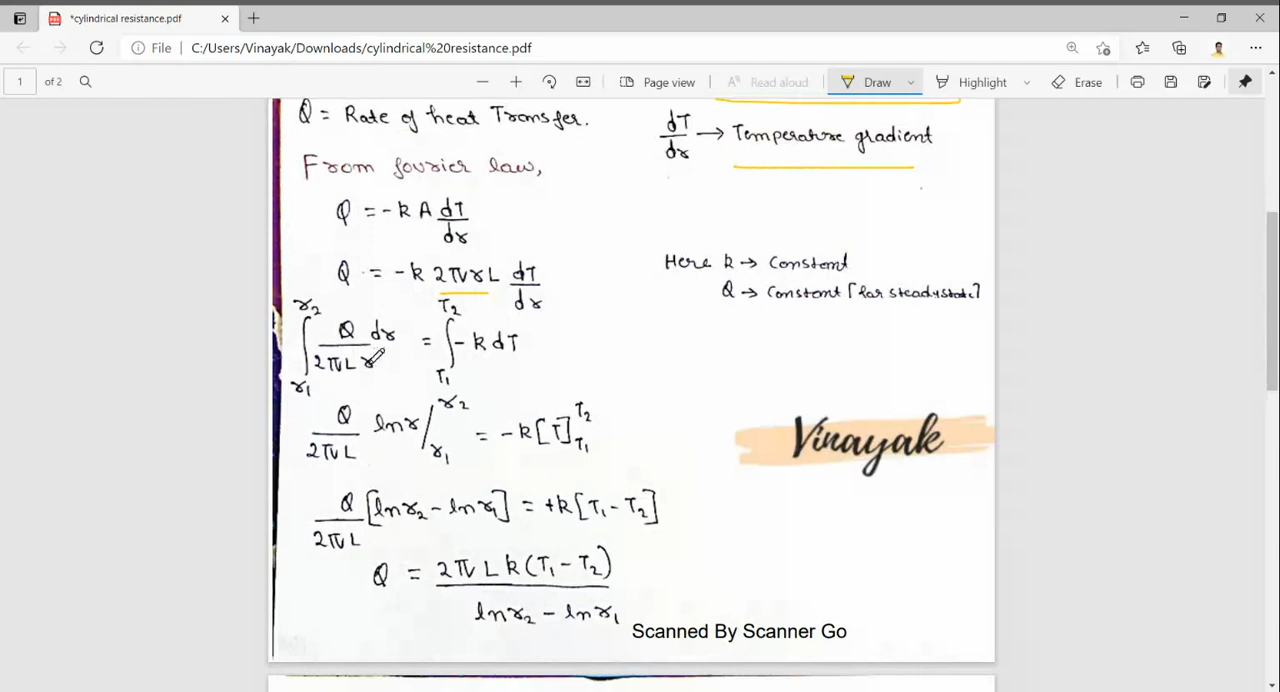 *cylindrical resistance.pdf
File | C:/Users/Vinayak/Downloads/cylindrical%20resistance.pdf
1 of 2 Page view Read aloud Draw Highlight Erase
Q = Rate of heat Transfer.
dT/dr → Temperature gradient
From fourier law,
Q = -k A dT/dr
Q = -k 2πrL dT/dr
Here k → Constant
Q → Constant [for steady state]
∫_{r1}^{r2} Q dr / 2πL r = ∫_{T1}^{T2} -k dT
Q/2πL ln r |_{r1}^{r2} = -k[T]_{T1}^{T2}
Vinayak
Q/2πL [ln r2 - ln r1] = +k[T1 - T2]
Q = 2πLk(T1 - T2) / ln r2 - ln r1
Scanned By Scanner Go